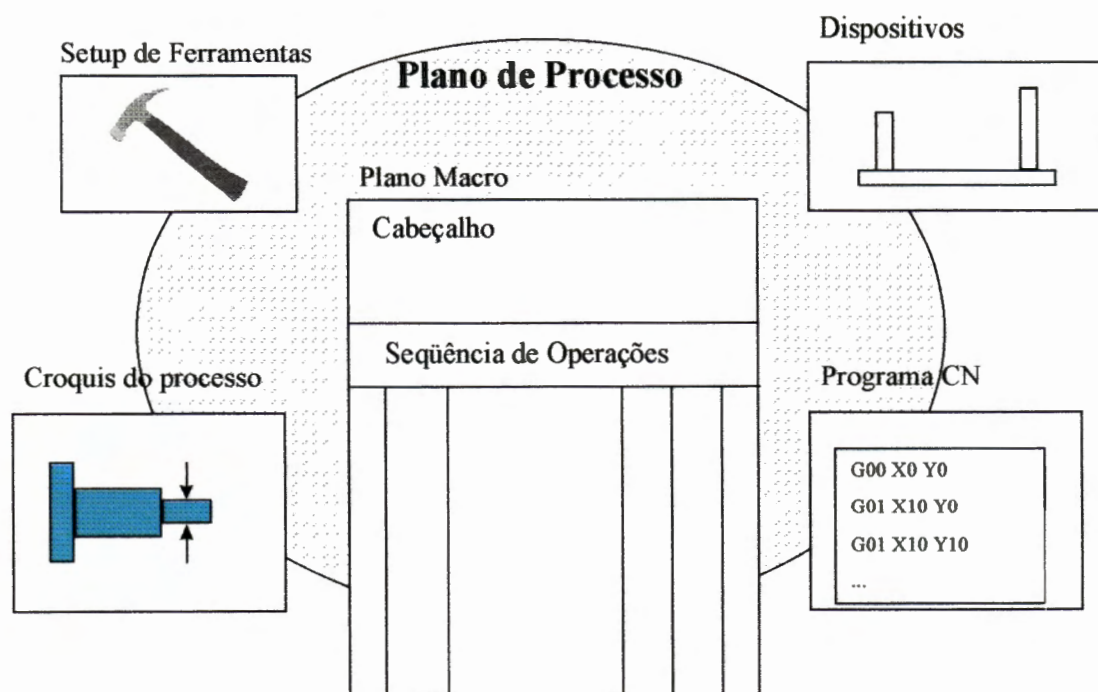 Setup de Ferramentas
Dispositivos
Plano de Processo
Plano Macro
Cabeçalho
Seqüência de Operações
Croquis do processo
Programa CN
G00 X0 Y0
G01 X10 Y0
G01 X10 Y10
...